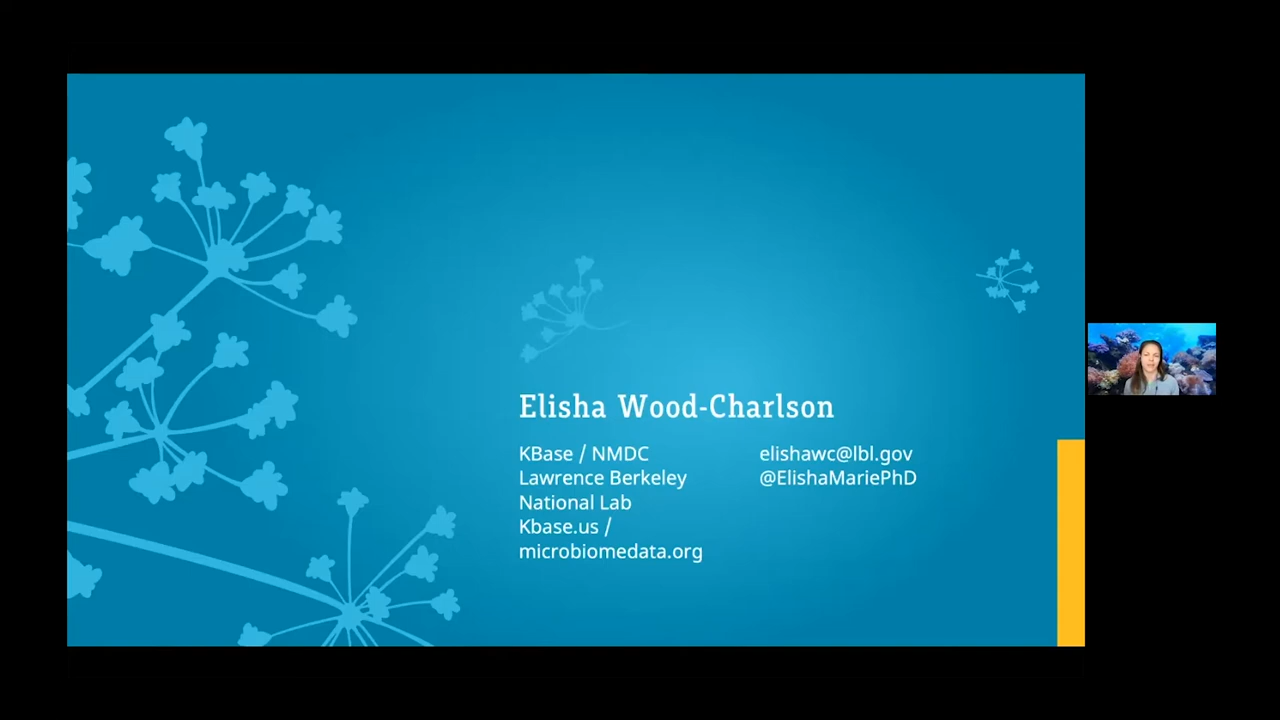 Elisha Wood-Charlson
KBase / NMDC
Lawrence Berkeley
National Lab
Kbase.us /
microbiomedata.org
elishawc@lbl.gov
@ElishaMariePhD